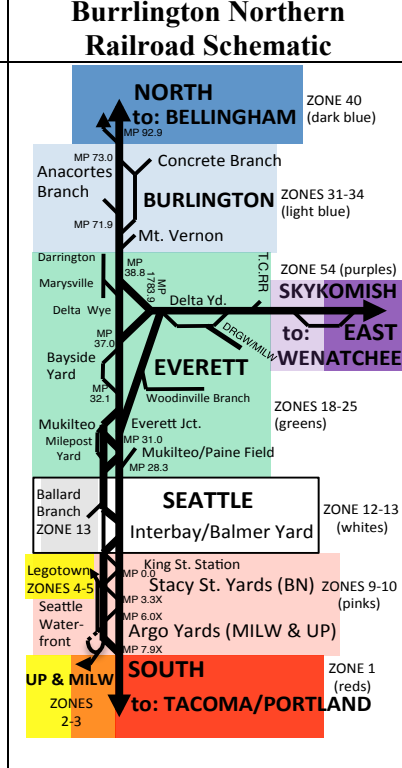 Burrlington Northern
Railroad Schematic
NORTH
to: BELLINGHAM
ZONE 40
(dark blue)
MP 92.9
MP 73.0
Concrete Branch
Anacortes
Branch
BURLINGTON
ZONES 31-34
(light blue)
MP 71.9
Mt. Vernon
Darrington
MP
38.8
MP
1783.9
T.C.RR
ZONE 54 (purples)
Marysville
SKYKOMISH
Delta Wye
Delta Yd.
DRGW/MILW
to: EAST
WENATCHEE
MP
37.0
Bayside
Yard
EVERETT
MP
32.1
Woodinville Branch
ZONES 18-25
(greens)
Mukilteo
Everett Jct.
Milepost
Yard
MP 31.0
Mukilteo/Paine Field
MP 28.3
Ballard
Branch
ZONE 13
SEATTLE
Interbay/Balmer Yard
ZONE 12-13
(whites)
King St. Station
Legotown
ZONES 4-5
MP 0.0
Stacy St. Yards (BN)
ZONES 9-10
(pinks)
MP 3.3X
Seattle
Water-
front
MP 6.0X
Argo Yards (MILW & UP)
MP 7.9X
UP & MILW
ZONES
2-3
SOUTH
to: TACOMA/PORTLAND
ZONE 1
(reds)